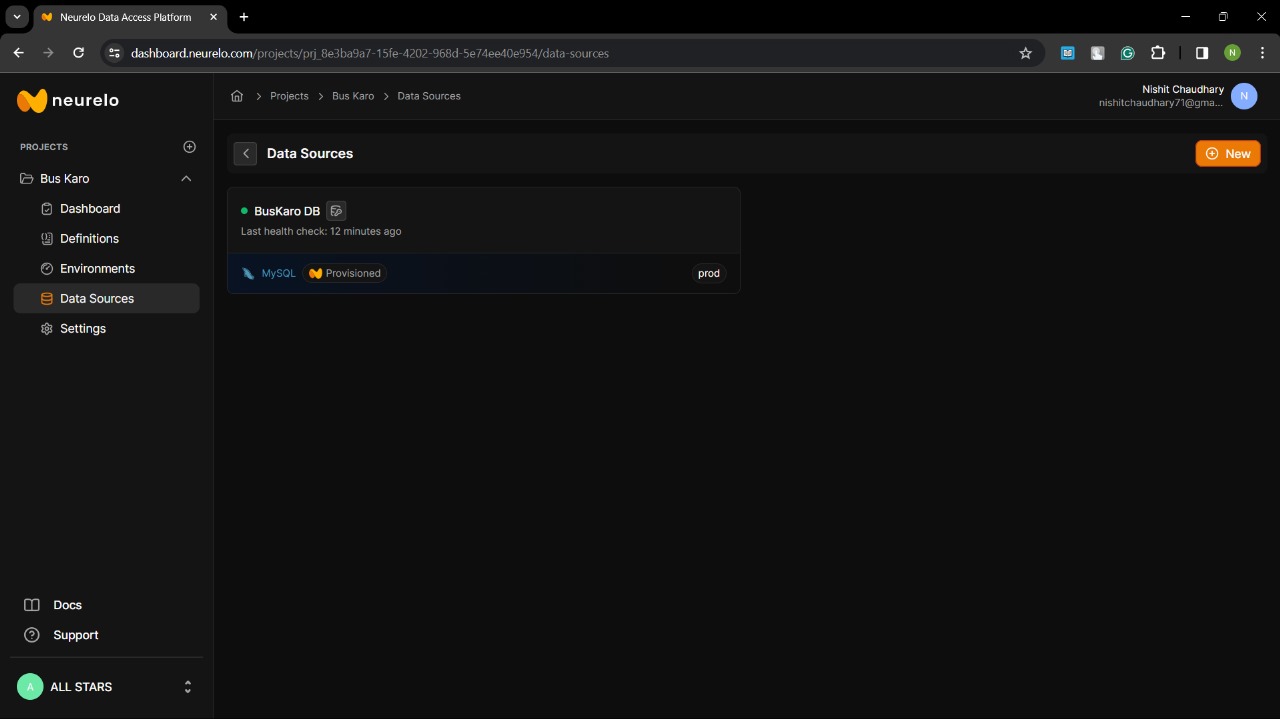 Neurelo Data Access Platform
dashboard.neurelo.com/projects/prj_8e3ba9a7-15fe-4202-968d-5e74ee40e954/data-sources
N
neurelo
Projects > Bus Karo > Data Sources
Nishit Chaudhary
nishitchaudhary71@gma...
N
PROJECTS
Bus Karo
Dashboard
Definitions
Environments
Data Sources
Settings
Docs
Support
A
ALL STARS
Data Sources
New
BusKaro DB
Last health check: 12 minutes ago
MySQL
Provisioned
prod